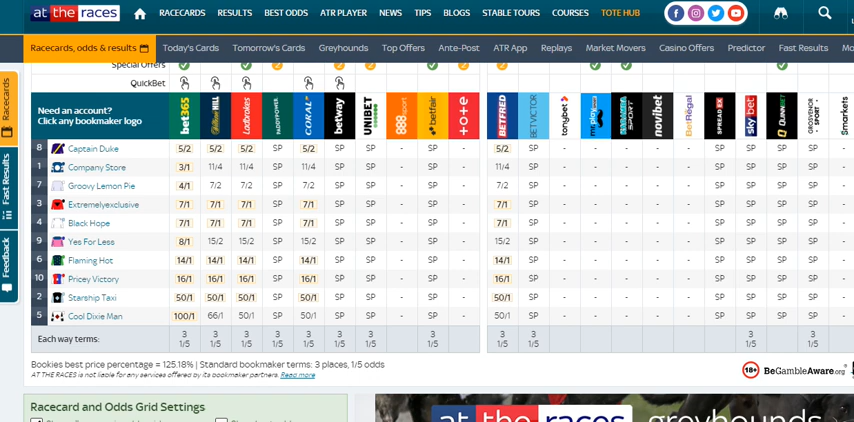 at the races RACECARDS RESULTS BEST ODDS ATR PLAYER NEWS TIPS BLOGS STABLE TOURS COURSES TOTE HUB
Racecards, odds & results Today's Cards Tomorrow's Cards Greyhounds Top Offers Ante-Post ATR App Replays Market Movers Casino Offers Predictor Fast Results Mo
Special Offers
QuickBet
Racecards
Fast Results
Feedback
Need an account?
Click any bookmaker logo
bet365 William HILL Ladbrokes PADDYPOWER. CORAL betway UNIBET 888sport betfair tote BETFRED BETVICTOR tonybet novibet BetRegal SPREADEX sky bet QUINNBET GROSVENOR SPORT smarkets
8 Captain Duke 5/2 5/2 5/2 SP 5/2 SP SP - SP - 5/2 SP - - - - - SP SP SP SP -
1 Company Store 3/1 11/4 11/4 SP 11/4 SP SP - SP - 11/4 SP - - - - - SP SP SP SP -
7 Groovy Lemon Pie 4/1 7/2 7/2 SP 7/2 SP SP - SP - 7/2 SP - - - - - SP SP SP SP -
3 Extremelyexclusive 7/1 7/1 7/1 SP 7/1 SP SP - SP - 7/1 SP - - - - - SP SP SP SP -
4 Black Hope 7/1 7/1 7/1 SP 7/1 SP SP - SP - 7/1 SP - - - - - SP SP SP SP -
9 Yes For Less 8/1 15/2 15/2 SP 15/2 SP SP - SP - 15/2 SP - - - - - SP SP SP SP -
6 Flaming Hot 14/1 14/1 14/1 SP 14/1 SP SP - SP - 14/1 SP - - - - - SP SP SP SP -
10 Pricey Victory 16/1 16/1 16/1 SP 16/1 SP SP - SP - 16/1 SP - - - - - SP SP SP SP -
2 Starship Taxi 50/1 50/1 50/1 SP 50/1 SP SP - SP - 50/1 SP - - - - - SP SP SP SP -
5 Cool Dixie Man 100/1 66/1 50/1 SP 50/1 SP SP - SP - 50/1 SP - - - - - SP SP SP SP -
Each way terms: 3 3 3 3 3 3 3 3 3 3 3 3
1/5 1/5 1/5 1/5 1/5 1/5 1/5 1/5 1/5 1/5 1/5 1/5
Bookies best price percentage = 125.18% | Standard bookmaker terms: 3 places, 1/5 odds
AT THE RACES is not liable for any services offered by its bookmaker partners. Read more
18+ BeGambleAware.org®
Racecard and Odds Grid Settings
at the races greyhounds